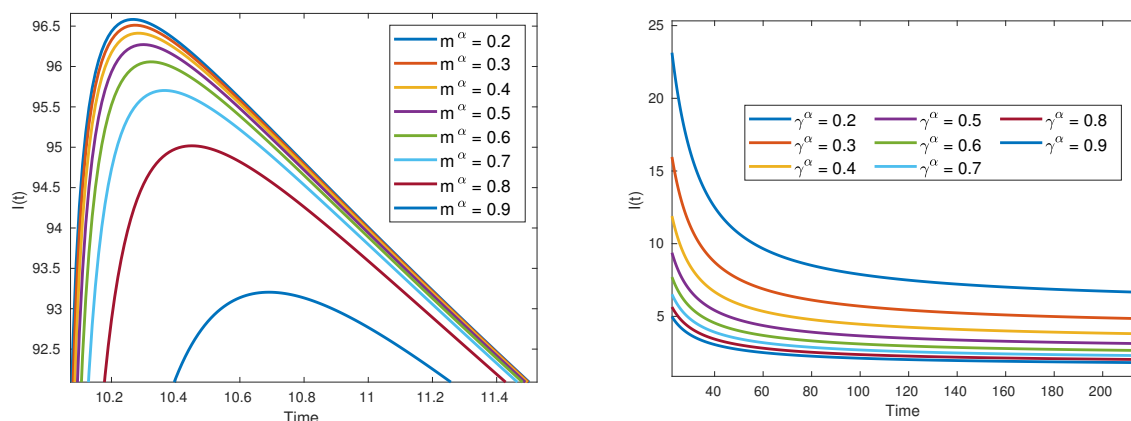 96.5
96
95.5
95
94.5
94
93.5
93
92.5
I(t)
10.2 10.4 10.6 10.8 11 11.2 11.4
Time
m^α = 0.2
m^α = 0.3
m^α = 0.4
m^α = 0.5
m^α = 0.6
m^α = 0.7
m^α = 0.8
m^α = 0.9
25
20
15
10
5
I(t)
40 60 80 100 120 140 160 180 200
Time
γ^α = 0.2 γ^α = 0.5 γ^α = 0.8
γ^α = 0.3 γ^α = 0.6 γ^α = 0.9
γ^α = 0.4 γ^α = 0.7